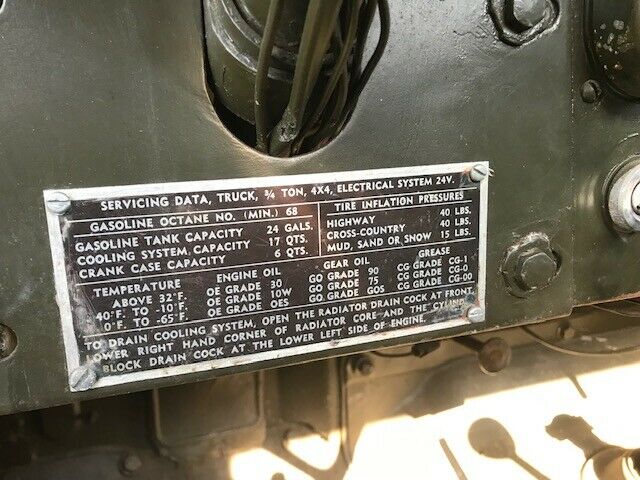 SERVICING DATA, TRUCK, ¾ TON, 4X4, ELECTRICAL SYSTEM 24V.
GASOLINE OCTANE NO. (MIN.) 68
GASOLINE TANK CAPACITY 24 GALS.
COOLING SYSTEM, CAPACITY 17 QTS.
CRANK CASE CAPACITY 6 QTS.
TIRE INFLATION PRESSURES
HIGHWAY 40 LBS.
CROSS-COUNTRY 40 LBS.
MUD, SAND OR SNOW 15 LBS.
TEMPERATURE ENGINE OIL GEAR OIL GREASE
ABOVE 32°F. OE GRADE 30 GO GRADE 90 CG GRADE CG-1
40°F. TO -10°F. OE GRADE 10W GO GRADE 75 CG GRADE CG-0
0°F. TO -65°F. OE GRADE OES GO. GRADE GOS CG GRADE CG-00
TO DRAIN COOLING SYSTEM, OPEN THE RADIATOR DRAIN COCK AT FRONT,
LOWER RIGHT HAND CORNER OF RADIATOR CORE AND THE
BLOCK DRAIN COCK AT THE LOWER LEFT SIDE OF ENGINE.